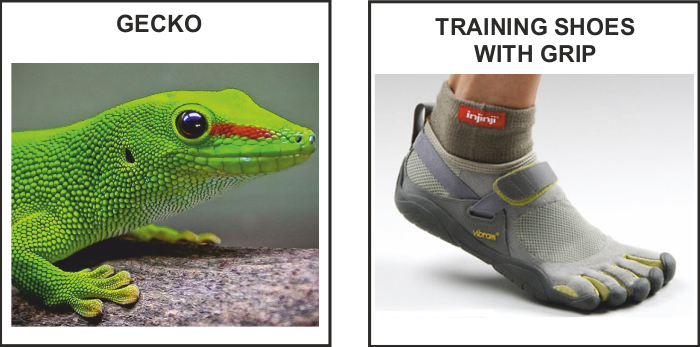 GECKO
TRAINING SHOES
WITH GRIP
injinji
vibram